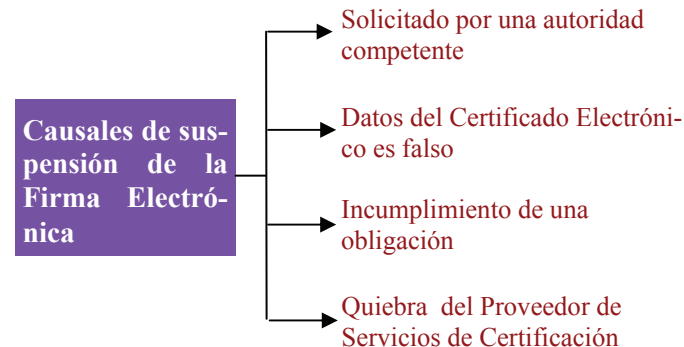 Solicitado por una autoridad
competente
Causales de sus-
pensión de la
Firma Electró-
nica
Datos del Certificado Electróni-
co es falso
Incumplimiento de una
obligación
Quiebra del Proveedor de
Servicios de Certificación